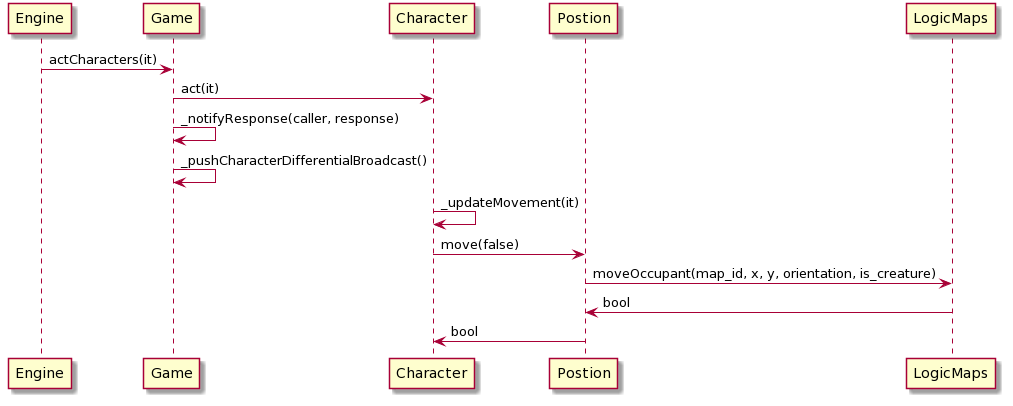 Engine Game Character Postion LogicMaps
actCharacters(it)
act(it)
_notifyResponse(caller, response)
_pushCharacterDifferentialBroadcast()
_updateMovement(it)
move(false)
moveOccupant(map_id, x, y, orientation, is_creature)
bool
bool
Engine Game Character Postion LogicMaps